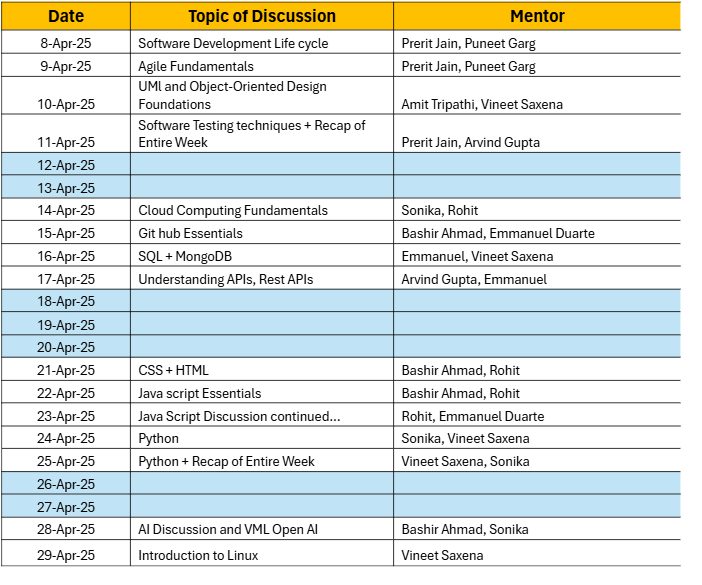 Date Topic of Discussion Mentor
8-Apr-25 Software Development Life cycle Prerit Jain, Puneet Garg
9-Apr-25 Agile Fundamentals Prerit Jain, Puneet Garg
UMl and Object-Oriented Design
10-Apr-25 Foundations Amit Tripathi, Vineet Saxena
Software Testing techniques + Recap of
11-Apr-25 Entire Week Prerit Jain, Arvind Gupta
12-Apr-25
13-Apr-25
14-Apr-25 Cloud Computing Fundamentals Sonika, Rohit
15-Apr-25 Git hub Essentials Bashir Ahmad, Emmanuel Duarte
16-Apr-25 SQL + MongoDB Emmanuel, Vineet Saxena
17-Apr-25 Understanding APIs, Rest APIs Arvind Gupta, Emmanuel
18-Apr-25
19-Apr-25
20-Apr-25
21-Apr-25 CSS + HTML Bashir Ahmad, Rohit
22-Apr-25 Java script Essentials Bashir Ahmad, Rohit
23-Apr-25 Java Script Discussion continued... Rohit, Emmanuel Duarte
24-Apr-25 Python Sonika, Vineet Saxena
25-Apr-25 Python + Recap of Entire Week Vineet Saxena, Sonika
26-Apr-25
27-Apr-25
28-Apr-25 AI Discussion and VML Open AI Bashir Ahmad, Sonika
29-Apr-25 Introduction to Linux Vineet Saxena